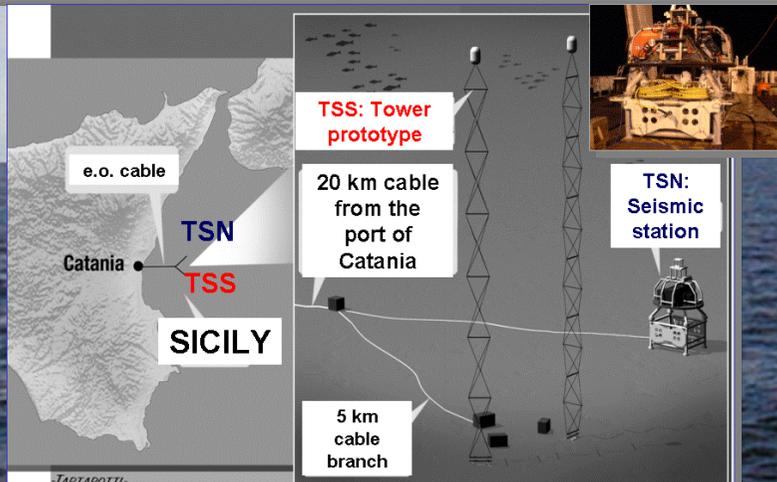 e.o. cable
TSN
Catania
TSS
SICILY
TSS: Tower
prototype
20 km cable
from the
port of
Catania
TSN:
Seismic
station
5 km
cable
branch